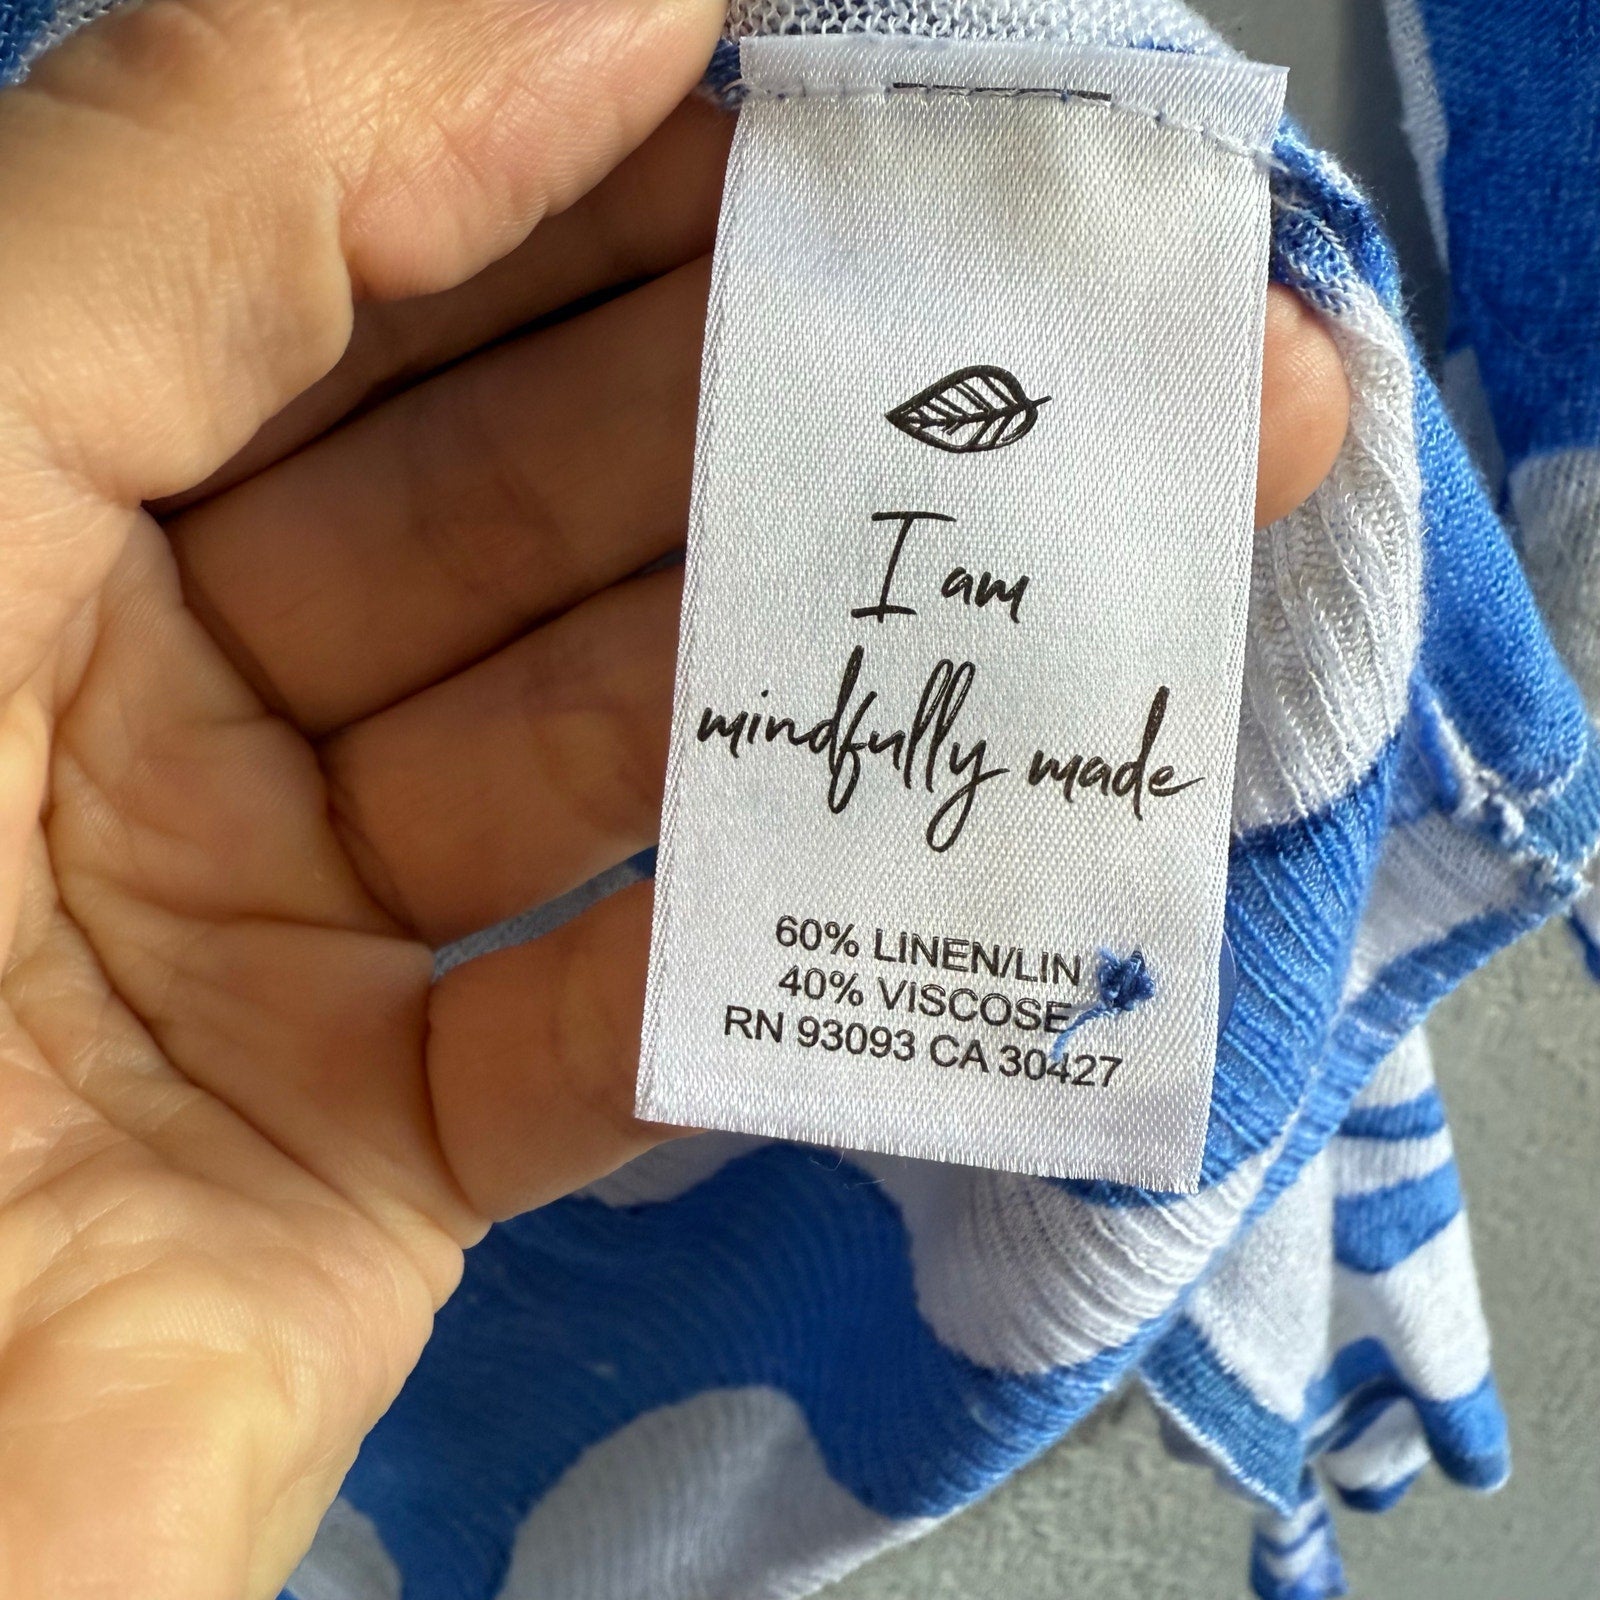 I am
mindfully made
60% LINEN/LIN
40% VISCOSE
RN 93093 CA 30427